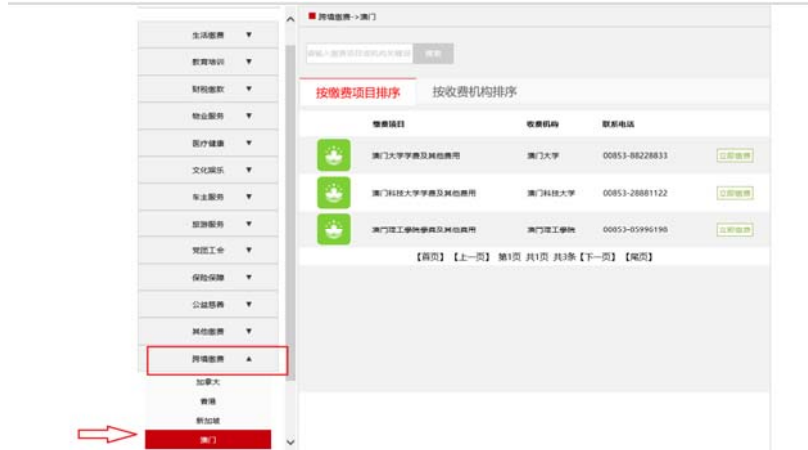 跨境缴费->澳门
生活缴费 ▼
教育培训 ▼
财税缴款 ▼
物业服务 ▼
医疗健康 ▼
文化娱乐 ▼
车主服务 ▼
旅游服务 ▼
党团工会 ▼
保险保障 ▼
公益慈善 ▼
其他缴费 ▼
跨境缴费 ▲
加拿大
香港
新加坡
澳门
搜索
按缴费项目排序 按收费机构排序
缴费项目 收费机构 联系电话
澳门大学学费及其他费用 澳门大学 00853-88228833 立即缴费
澳门科技大学学费及其他费用 澳门科技大学 00853-28881122 立即缴费
澳門理工學院學費及其他費用 澳門理工學院 00853-85996198 立即缴费
【首页】【上一页】 第1页 共1页 共3条【下一页】【尾页】